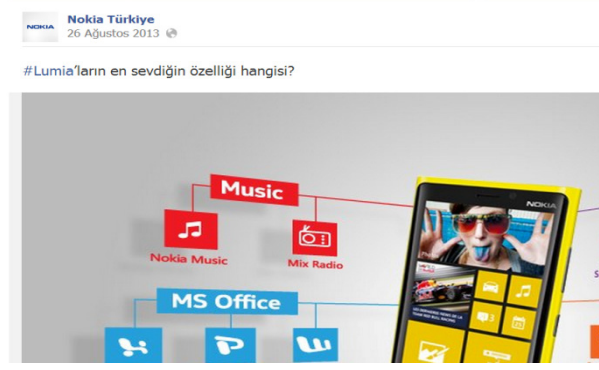 NOKIA
Nokia Türkiye
26 Ağustos 2013
#Lumia'ların en sevdiğin özelliği hangisi?
Music
NOKIA
Nokia Music
Mix Radio
MS Office
3